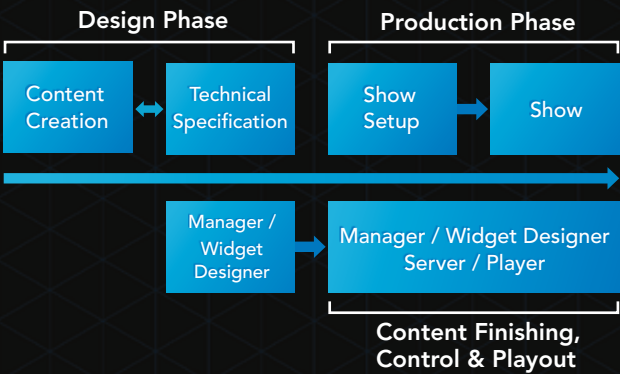 Design Phase
Production Phase
Content
Creation
Technical
Specification
Show
Setup
Show
Manager /
Widget
Designer
Manager / Widget Designer
Server / Player
Content Finishing,
Control & Playout